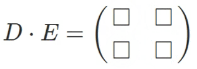 D · E = ( □ □
□ □ )